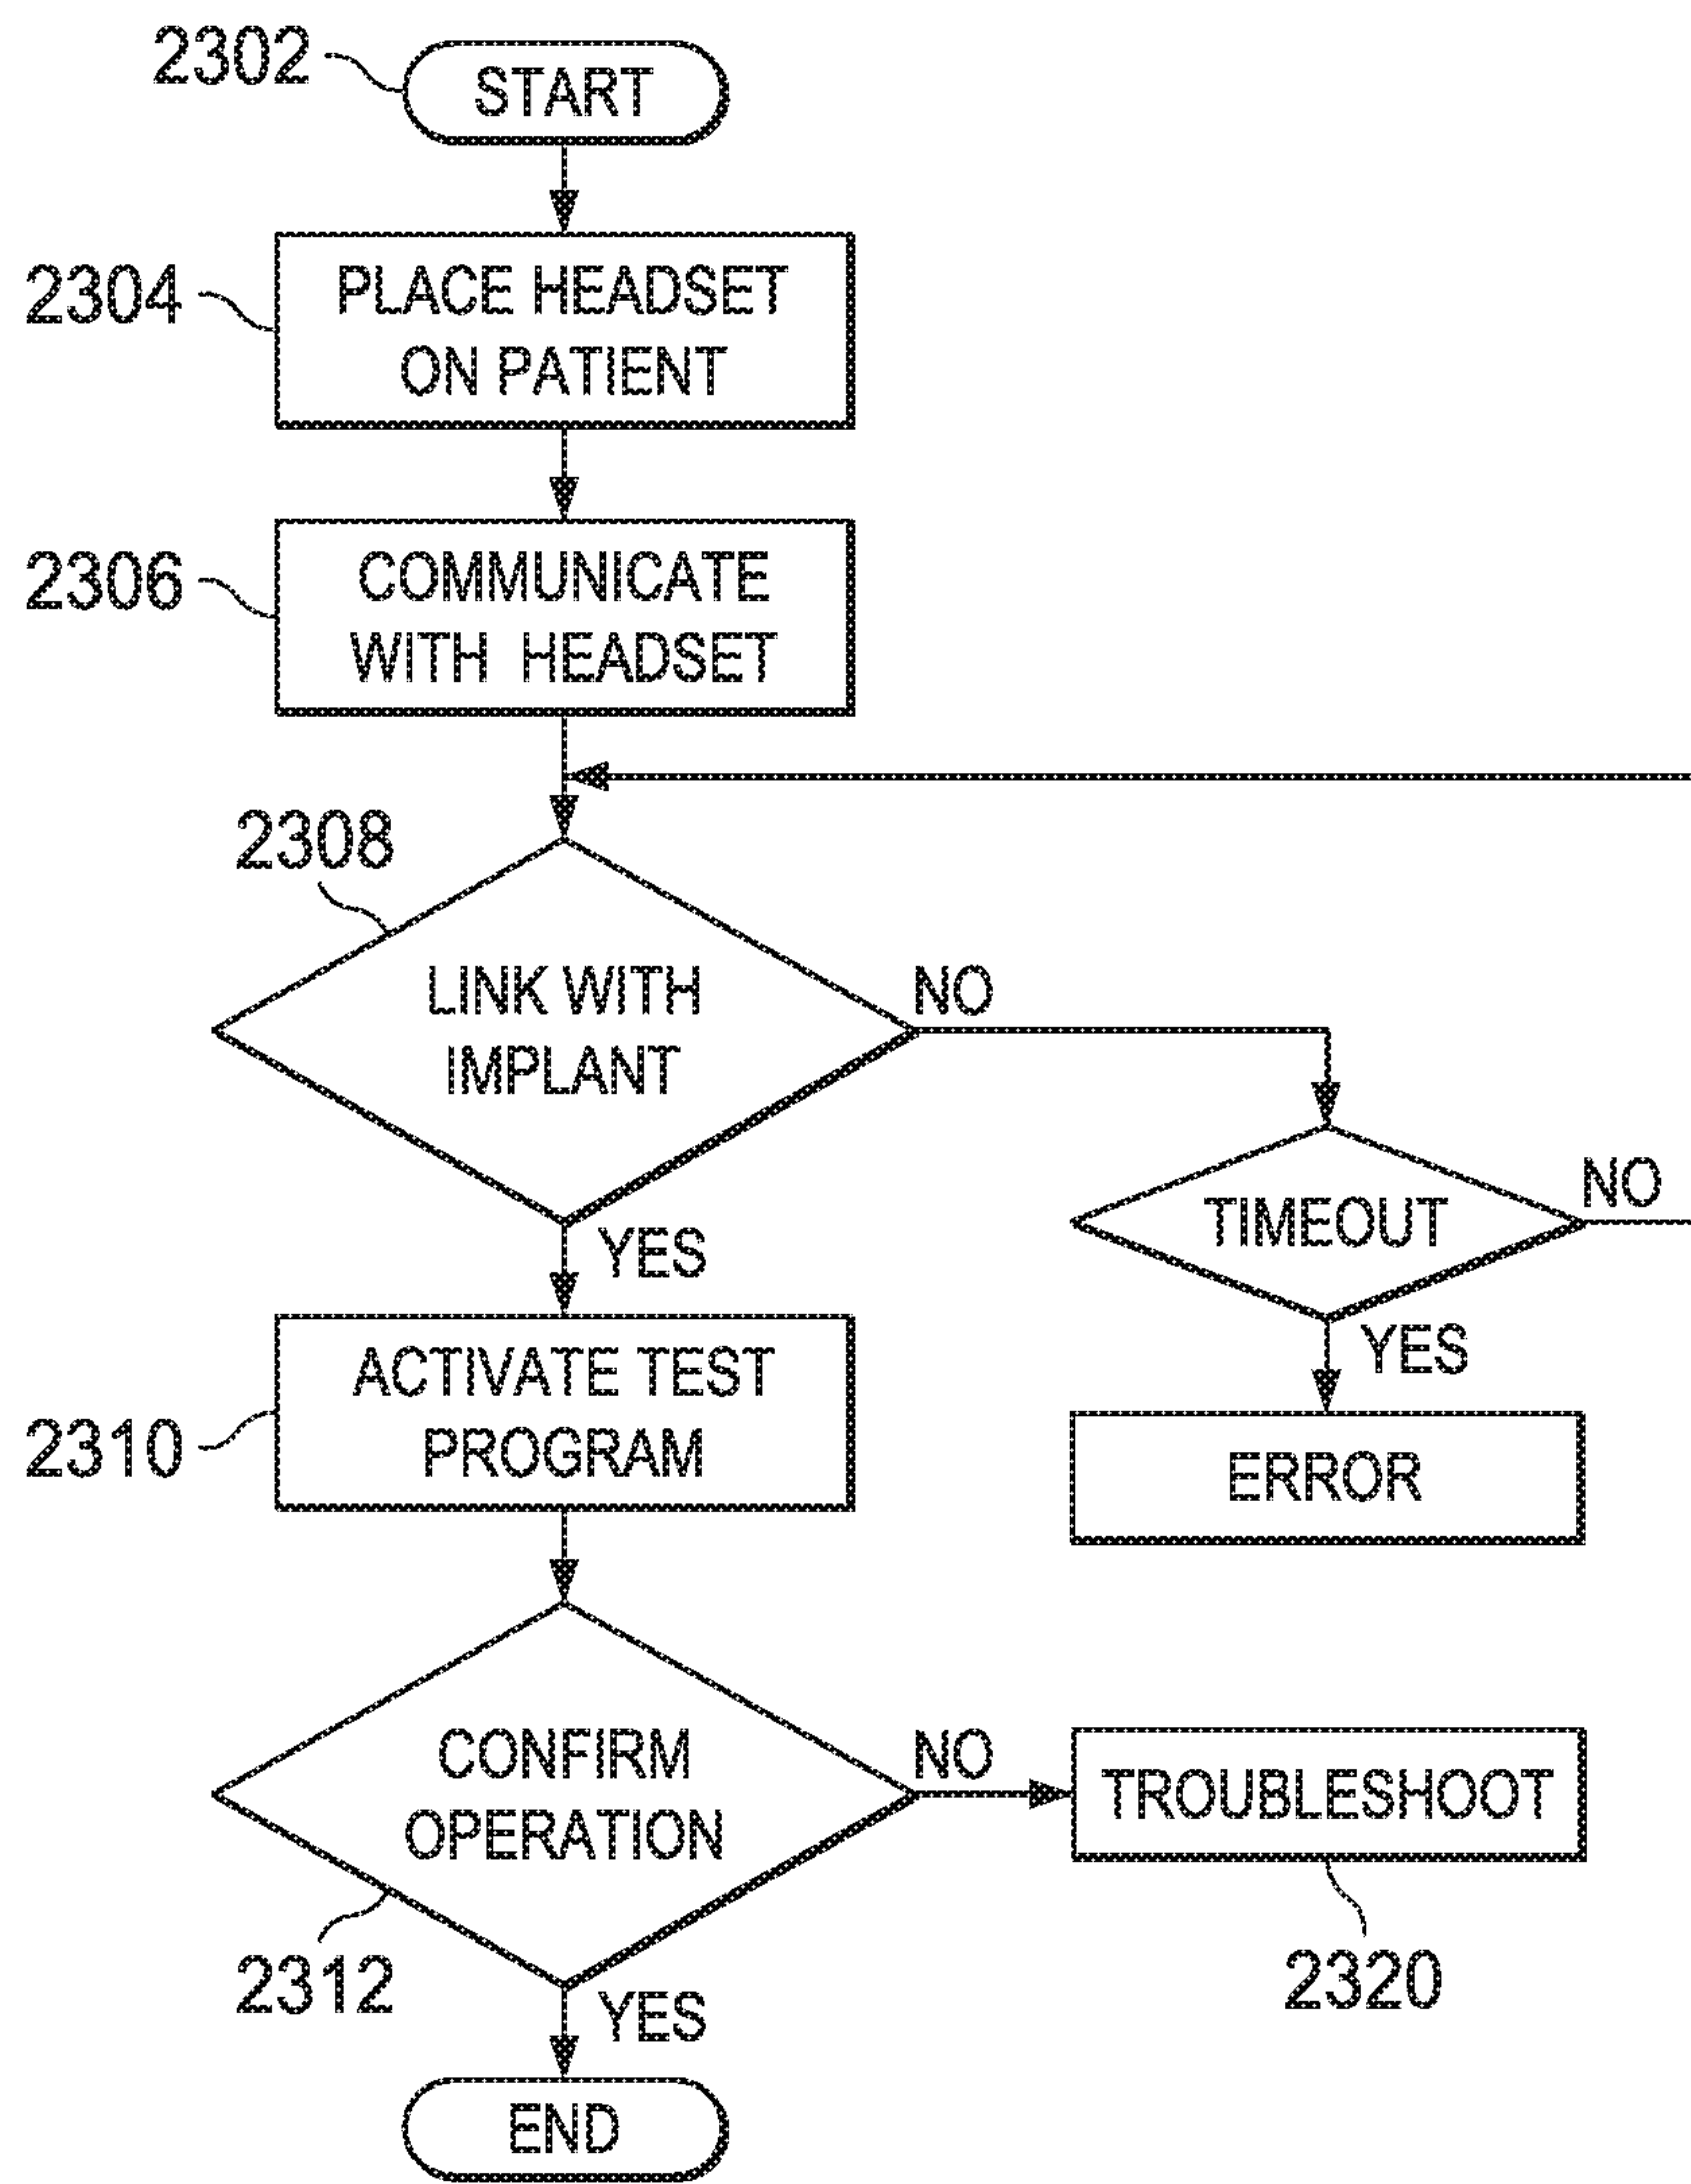 2302
START
2304
PLACE HEADSET
ON PATIENT
2306
COMMUNICATE
WITH HEADSET
2308
LINK WITH
IMPLANT
NO
TIMEOUT
NO
YES
YES
ERROR
2310
ACTIVATE TEST
PROGRAM
CONFIRM
OPERATION
NO
TROUBLESHOOT
2312
2320
YES
END